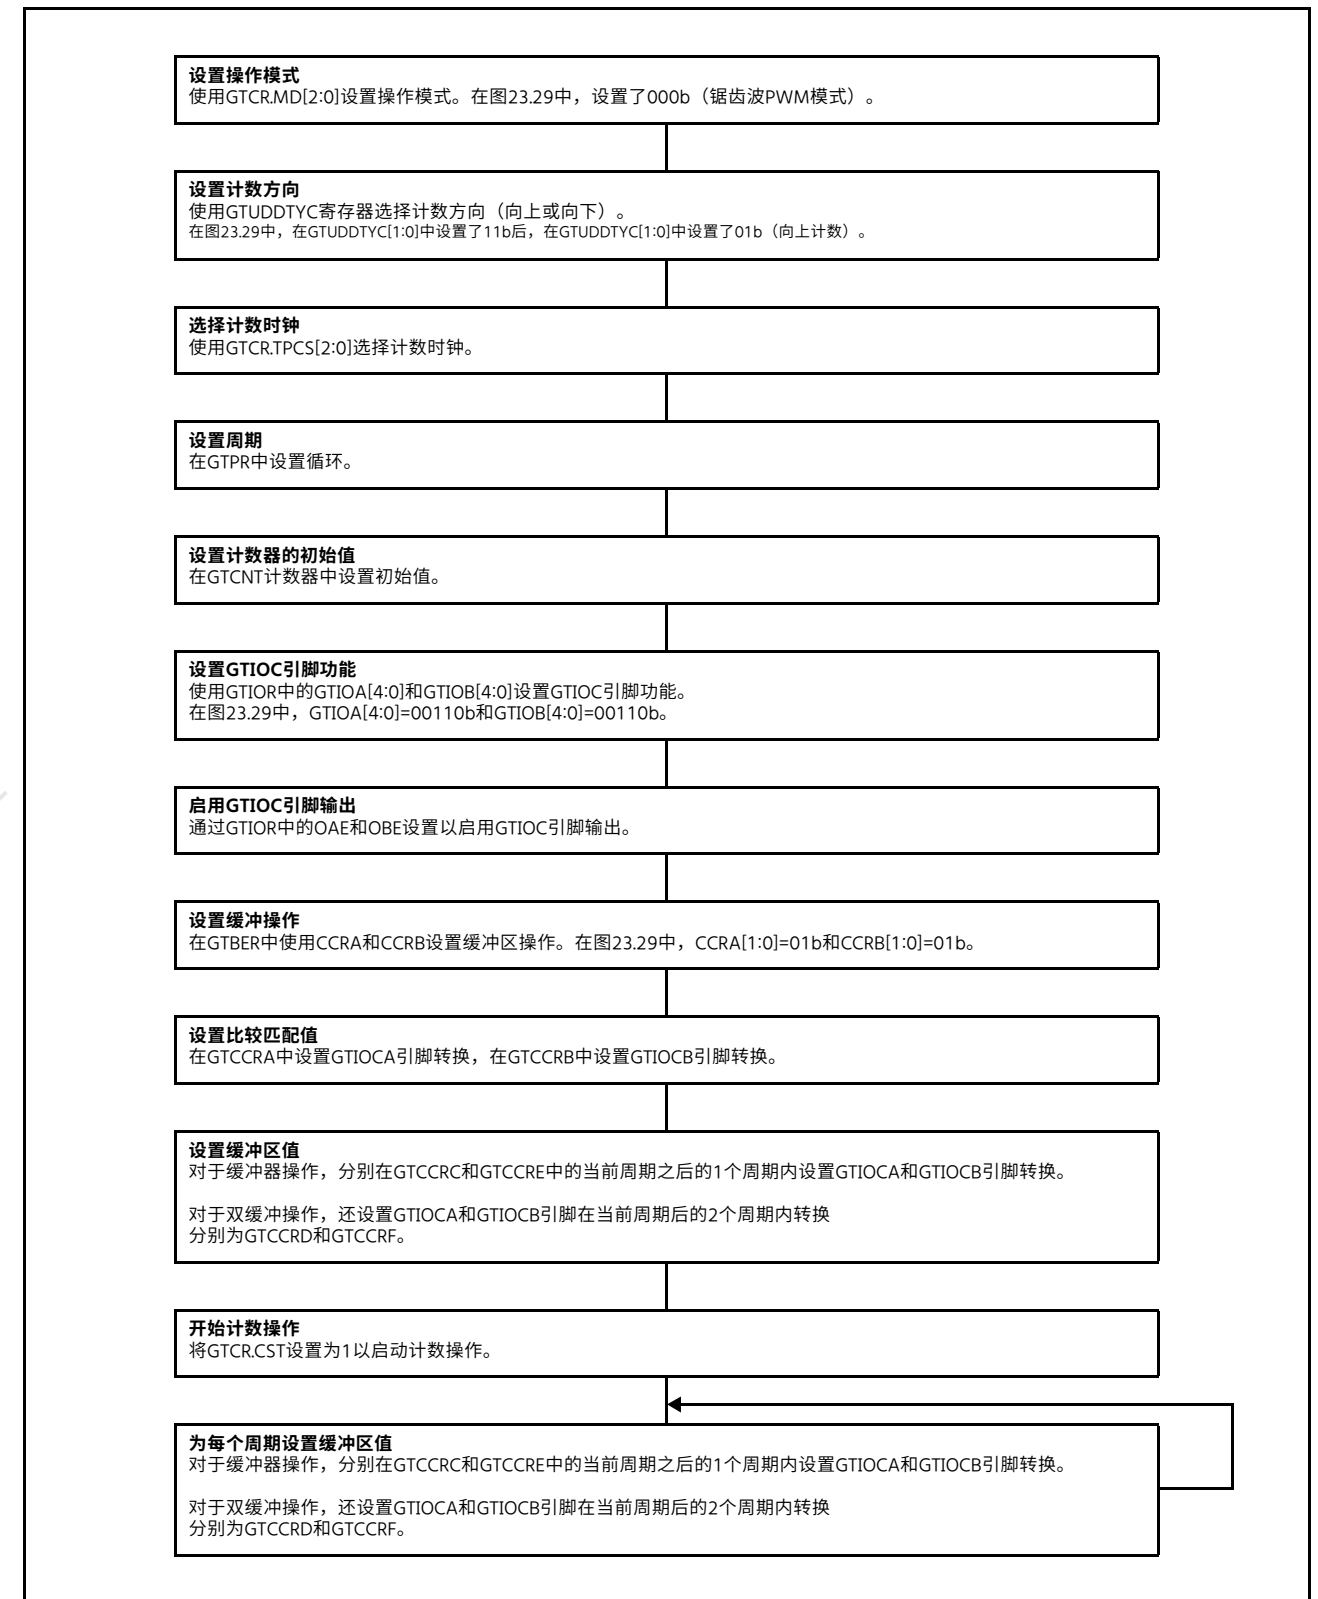 设置操作模式
使用GTCR.MD[2:0]设置操作模式。在图23.29中，设置了000b（锯齿波PWM模式）。
设置计数方向
使用GTUDDTYC寄存器选择计数方向（向上或向下）。
在图23.29中，在GTUDDTYC[1:0]中设置了11b后，在GTUDDTYC[1:0]中设置了01b（向上计数）。
选择计数时钟
使用GTCR.TPCS[2:0]选择计数时钟。
设置周期
在GTPR中设置循环。
设置计数器的初始值
在GTCNT计数器中设置初始值。
设置GTIOC引脚功能
使用GTIOR中的GTIOA[4:0]和GTIOB[4:0]设置GTIOC引脚功能。
在图23.29中，GTIOA[4:0]=00110b和GTIOB[4:0]=00110b。
启用GTIOC引脚输出
通过GTIOR中的OAE和OBE设置以启用GTIOC引脚输出。
设置缓冲操作
在GTBER中使用CCRA和CCRB设置缓冲区操作。在图23.29中，CCRA[1:0]=01b和CCRB[1:0]=01b。
设置比较匹配值
在GTCCRA中设置GTIOCA引脚转换，在GTCCRB中设置GTIOCB引脚转换。
设置缓冲区值
对于缓冲器操作，分别在GTCCRC和GTCCRE中的当前周期之后的1个周期内设置GTIOCA和GTIOCB引脚转换。
对于双缓冲操作，还设置GTIOCA和GTIOCB引脚在当前周期后的2个周期内转换
分别为GTCCRD和GTCCRF。
开始计数操作
将GTCR.CST设置为1以启动计数操作。
为每个周期设置缓冲区值
对于缓冲器操作，分别在GTCCRC和GTCCRE中的当前周期之后的1个周期内设置GTIOCA和GTIOCB引脚转换。
对于双缓冲操作，还设置GTIOCA和GTIOCB引脚在当前周期后的2个周期内转换
分别为GTCCRD和GTCCRF。